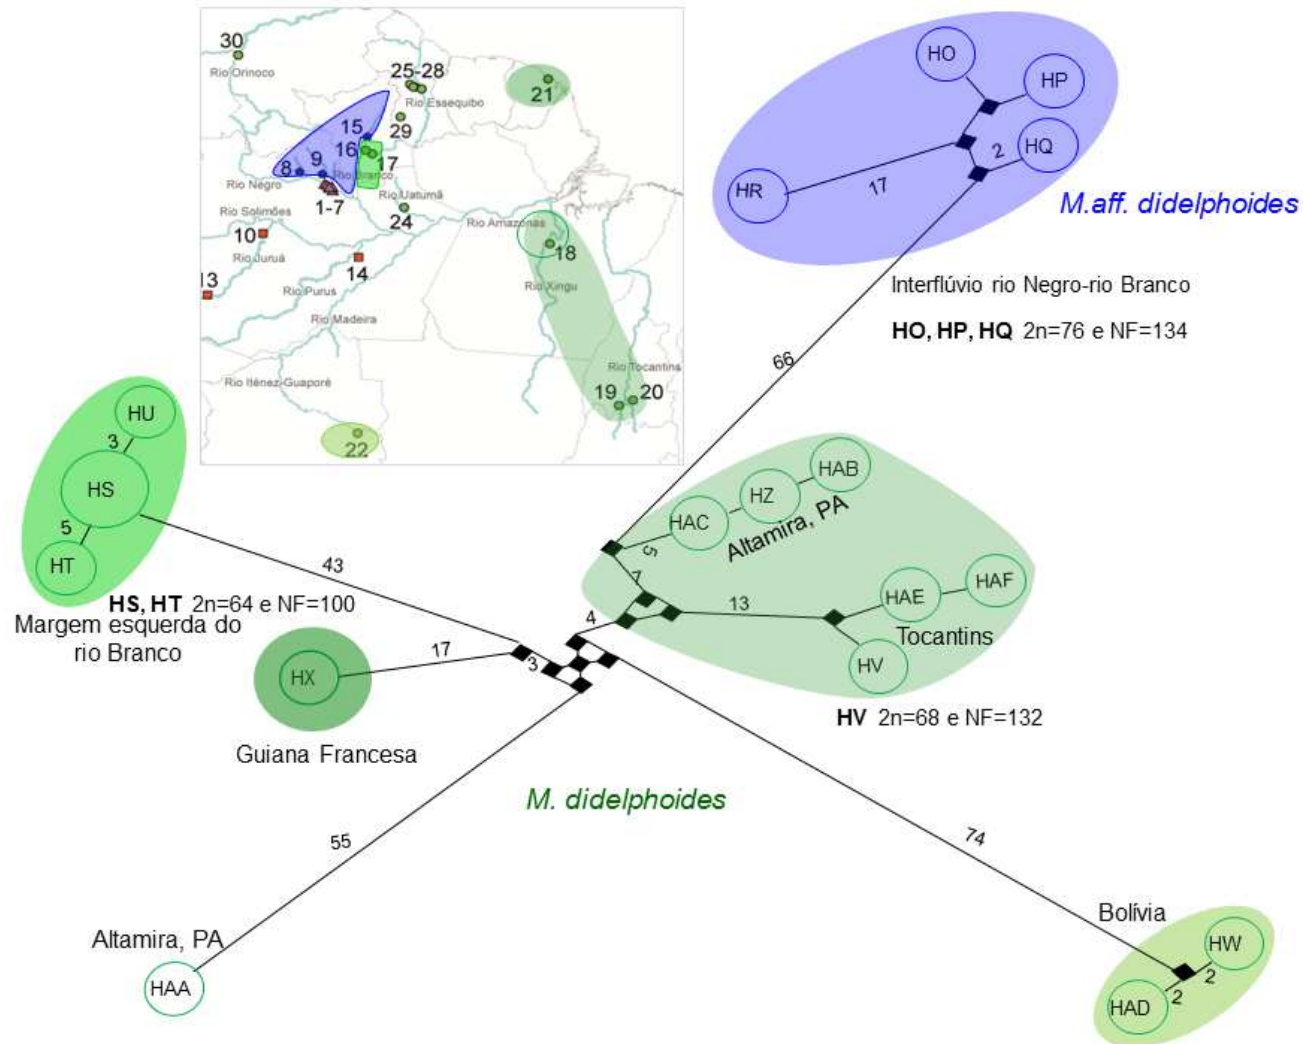 30
Rio Orinoco
25-28
Rio Essequibo
21
15
29
16
17
8
9
Rio Branco
Rio Negro
1-7
Rio Uatumã
Rio Solimões
24
10
Rio Amazonas
Rio Juruá
14
18
13
Rio Purus
Rio Xingu
Rio Madeira
Rio Tocantins
Rio Iténez-Guaporé
19
20
22
HO
HP
HQ
2
HR
17
M.aff. didelphoides
Interflúvio rio Negro-rio Branco
HO, HP, HQ 2n=76 e NF=134
66
HU
3
HS
5
HT
43
HS, HT 2n=64 e NF=100
Margem esquerda do
rio Branco
HAB
HZ
HAC
Altamira, PA
5
7
HAF
HAE
13
4
Tocantins
HV
HV 2n=68 e NF=132
17
3
HX
Guiana Francesa
M. didelphoides
55
74
Altamira, PA
HAA
Bolívia
HW
2
HAD
2